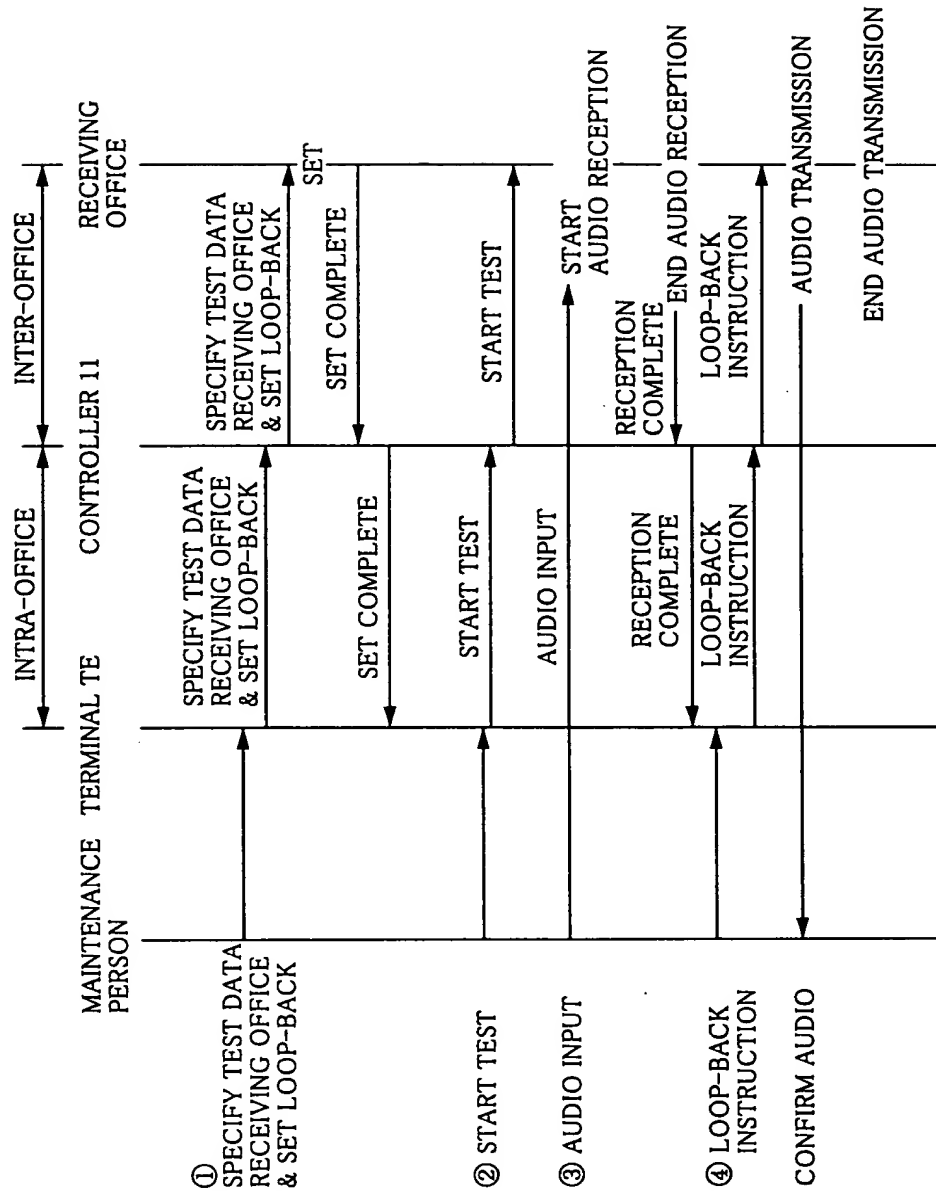 INTRA-OFFICE
INTER-OFFICE
MAINTENANCE
PERSON
TERMINAL TE
CONTROLLER 11
RECEIVING
OFFICE
①
SPECIFY TEST DATA
RECEIVING OFFICE
& SET LOOP-BACK
SPECIFY TEST DATA
RECEIVING OFFICE
& SET LOOP-BACK
SPECIFY TEST DATA
RECEIVING OFFICE
& SET LOOP-BACK
SET
SET COMPLETE
SET COMPLETE
② START TEST
START TEST
START TEST
③ AUDIO INPUT
AUDIO INPUT
START
AUDIO RECEPTION
RECEPTION
COMPLETE
RECEPTION
COMPLETE
END AUDIO RECEPTION
④ LOOP-BACK
INSTRUCTION
LOOP-BACK
INSTRUCTION
LOOP-BACK
INSTRUCTION
CONFIRM AUDIO
AUDIO TRANSMISSION
END AUDIO TRANSMISSION